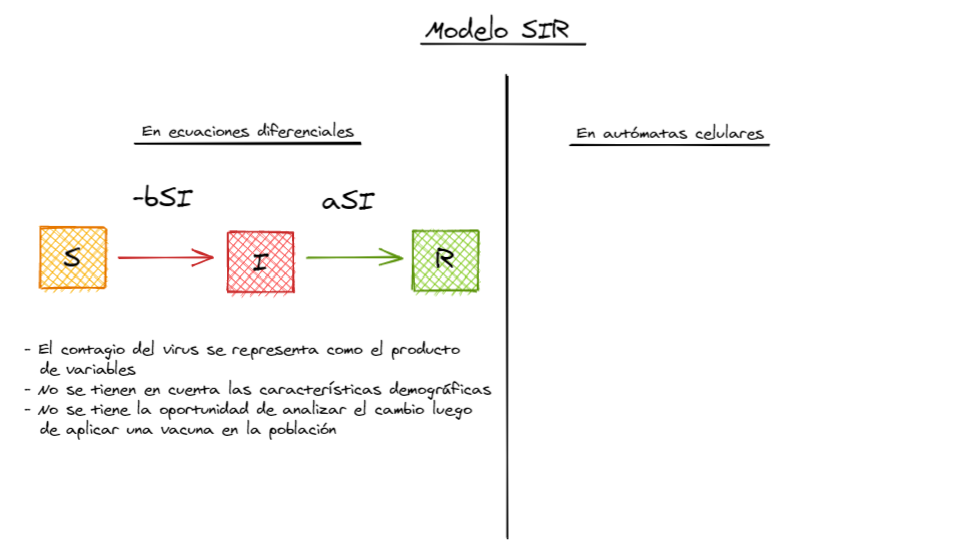 Modelo SIR
En ecuaciones diferenciales
-bSI
aSI
S
I
R
- El contagio del virus se representa como el producto
de variables
- No se tienen en cuenta las características demográficas
- No se tiene la oportunidad de analizar el cambio luego
de aplicar una vacuna en la población
En autómatas celulares